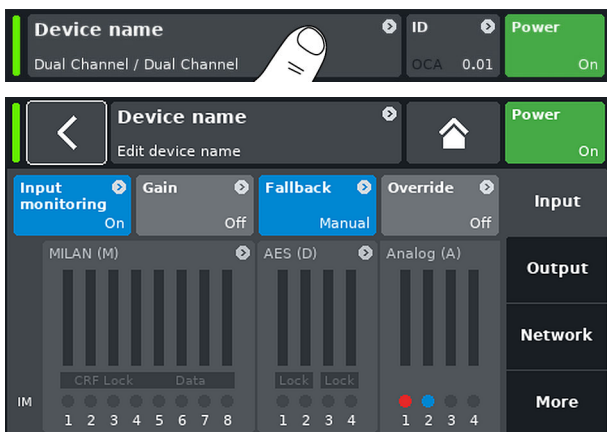 Device name
ID
Power
Dual Channel / Dual Channel
OCA 0.01
On
Device name
Power
Edit device name
On
Input monitoring
On
Gain
Off
Fallback
Manual
Override
Off
Input
MILAN (M)
AES (D)
Analog (A)
Output
Network
CRF Lock
Data
Lock
Lock
More
IM
1 2 3 4 5 6 7 8
1 2 3 4
1 2 3 4